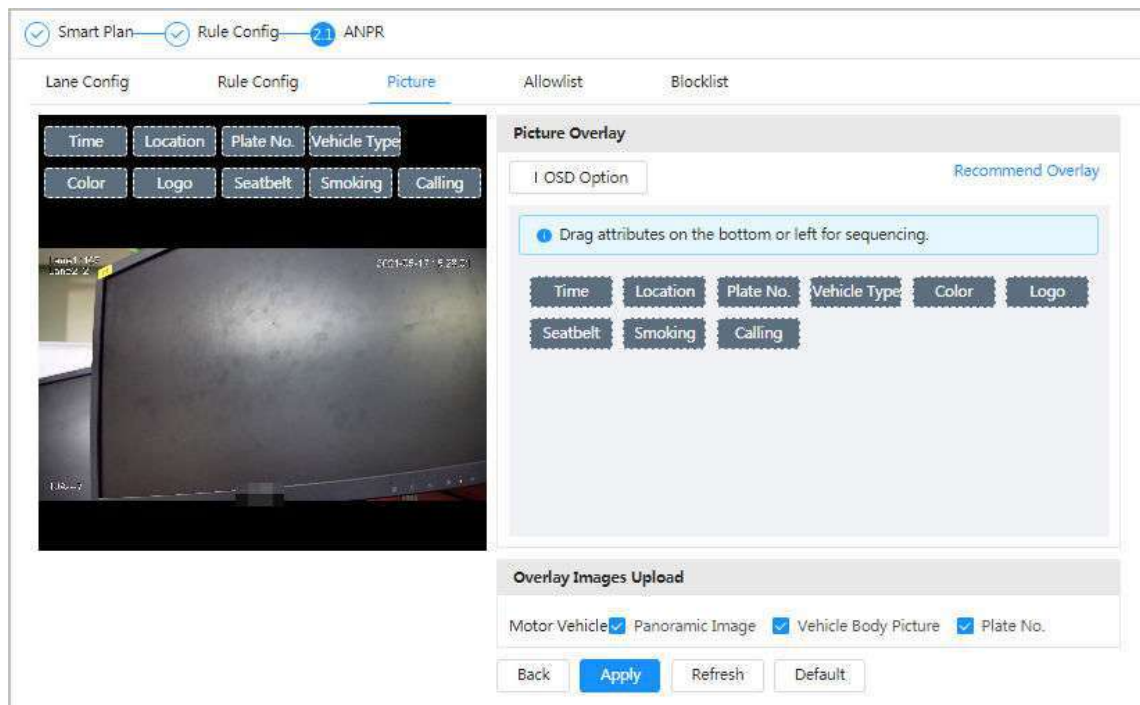 Smart Plan Rule Config 2.1 ANPR
Lane Config Rule Config Picture Allowlist Blocklist
Time Location Plate No. Vehicle Type
Color Logo Seatbelt Smoking Calling
Picture Overlay
I OSD Option Recommend Overlay
Drag attributes on the bottom or left for sequencing.
Time Location Plate No. Vehicle Type Color Logo
Seatbelt Smoking Calling
Overlay Images Upload
Motor Vehicle Panoramic Image Vehicle Body Picture Plate No.
Back Apply Refresh Default